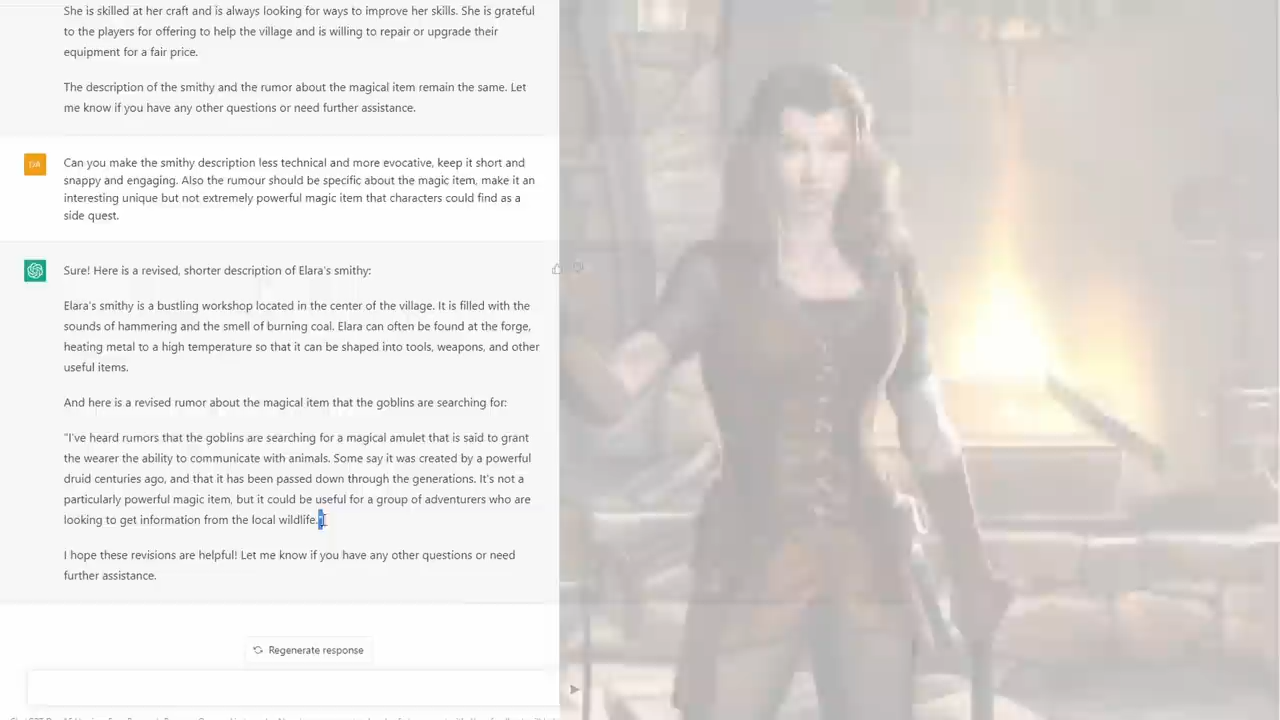 She is skilled at her craft and is always looking for ways to improve her skills. She is grateful
to the players for offering to help the village and is willing to repair or upgrade their
equipment for a fair price.
The description of the smithy and the rumor about the magical item remain the same. Let
me know if you have any other questions or need further assistance.
DA
Can you make the smithy description less technical and more evocative, keep it short and
snappy and engaging. Also the rumour should be specific about the magic item, make it an
interesting unique but not extremely powerful magic item that characters could find as a
side quest.
Sure! Here is a revised, shorter description of Elara's smithy:
Elara's smithy is a bustling workshop located in the center of the village. It is filled with the
sounds of hammering and the smell of burning coal. Elara can often be found at the forge,
heating metal to a high temperature so that it can be shaped into tools, weapons, and other
useful items.
And here is a revised rumor about the magical item that the goblins are searching for:
"I've heard rumors that the goblins are searching for a magical amulet that is said to grant
the wearer the ability to communicate with animals. Some say it was created by a powerful
druid centuries ago, and that it has been passed down through the generations. It's not a
particularly powerful magic item, but it could be useful for a group of adventurers who are
looking to get information from the local wildlife."
I hope these revisions are helpful! Let me know if you have any other questions or need
further assistance.
Regenerate response